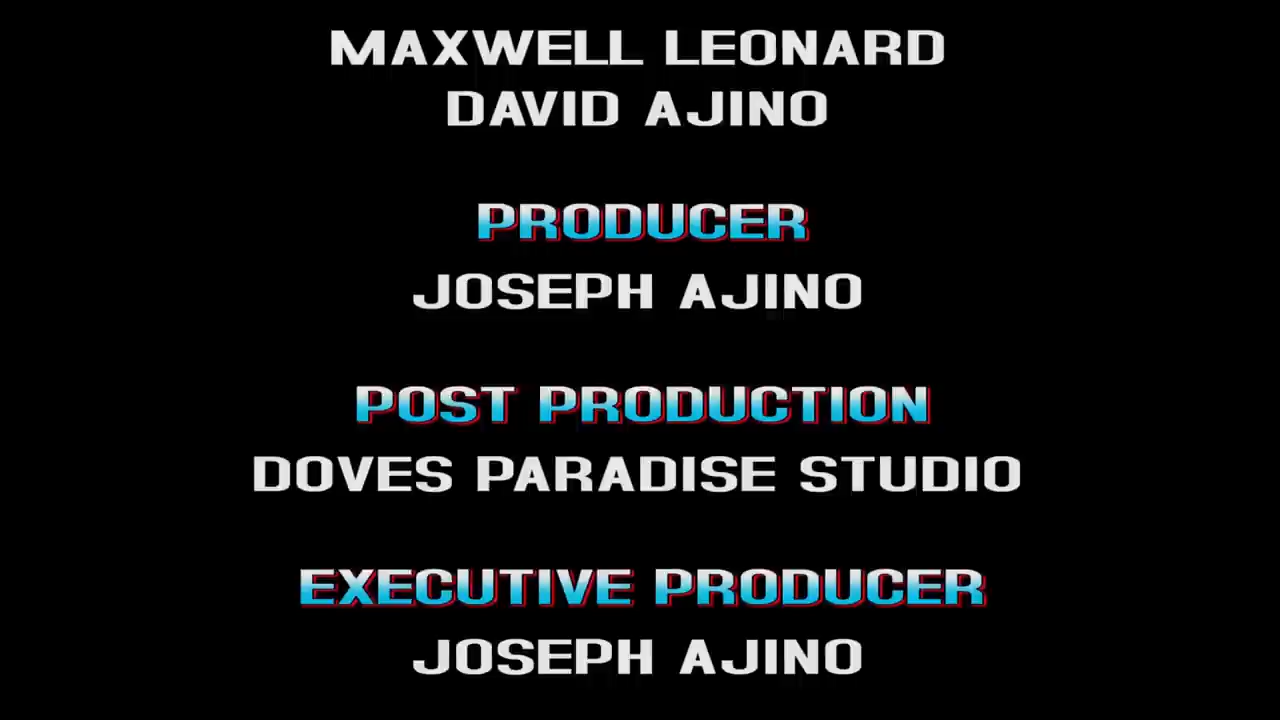 MAXWELL LEONARD
DAVID AJINO
PRODUCER
JOSEPH AJINO
POST PRODUCTION
DOVES PARADISE STUDIO
EXECUTIVE PRODUCER
JOSEPH AJINO